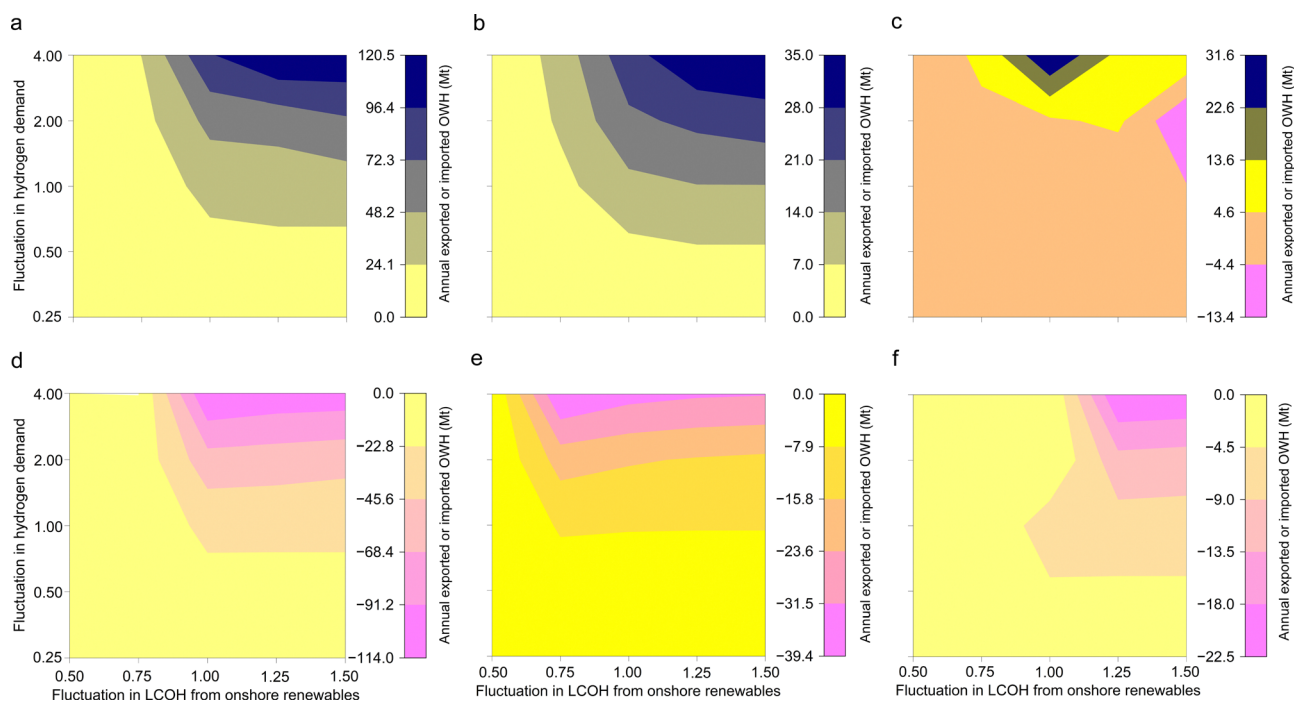 a
b
c
4.00
2.00
1.00
0.50
0.25
Fluctuation in hydrogen demand
120.5
96.4
72.3
48.2
24.1
0.0
Annual exported or imported OWH (Mt)
35.0
28.0
21.0
14.0
7.0
0.0
Annual exported or imported OWH (Mt)
31.6
22.6
13.6
4.6
−4.4
−13.4
Annual exported or imported OWH (Mt)
d
e
f
4.00
2.00
1.00
0.50
0.25
Fluctuation in hydrogen demand
0.0
−22.8
−45.6
−68.4
−91.2
−114.0
Annual exported or imported OWH (Mt)
0.0
−7.9
−15.8
−23.6
−31.5
−39.4
Annual exported or imported OWH (Mt)
0.0
−4.5
−9.0
−13.5
−18.0
−22.5
Annual exported or imported OWH (Mt)
0.50 0.75 1.00 1.25 1.50
Fluctuation in LCOH from onshore renewables
0.50 0.75 1.00 1.25 1.50
Fluctuation in LCOH from onshore renewables
0.50 0.75 1.00 1.25 1.50
Fluctuation in LCOH from onshore renewables